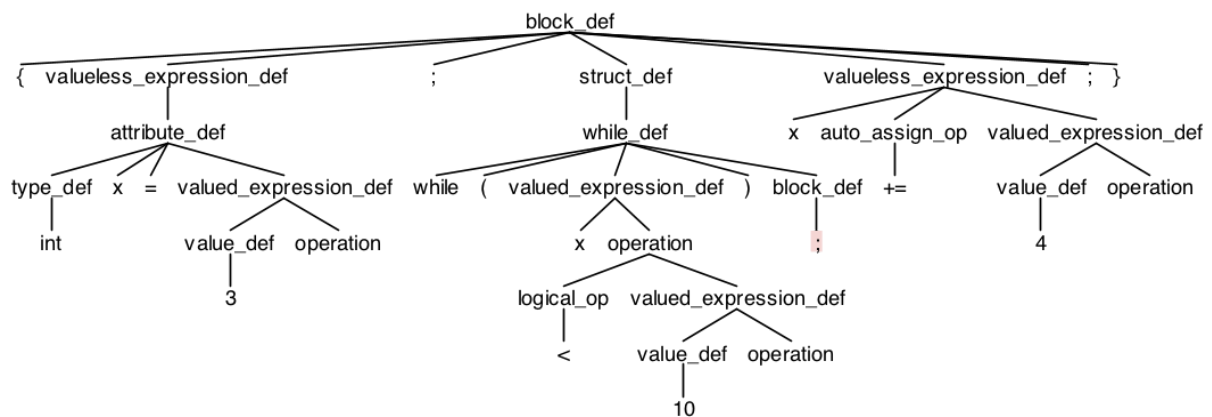 block_def
{ valueless_expression_def ; struct_def valueless_expression_def ; }
attribute_def while_def x auto_assign_op valued_expression_def
type_def x = valued_expression_def while ( valued_expression_def ) block_def += value_def operation
int value_def operation x operation ; 4
3 logical_op valued_expression_def
< value_def operation
10